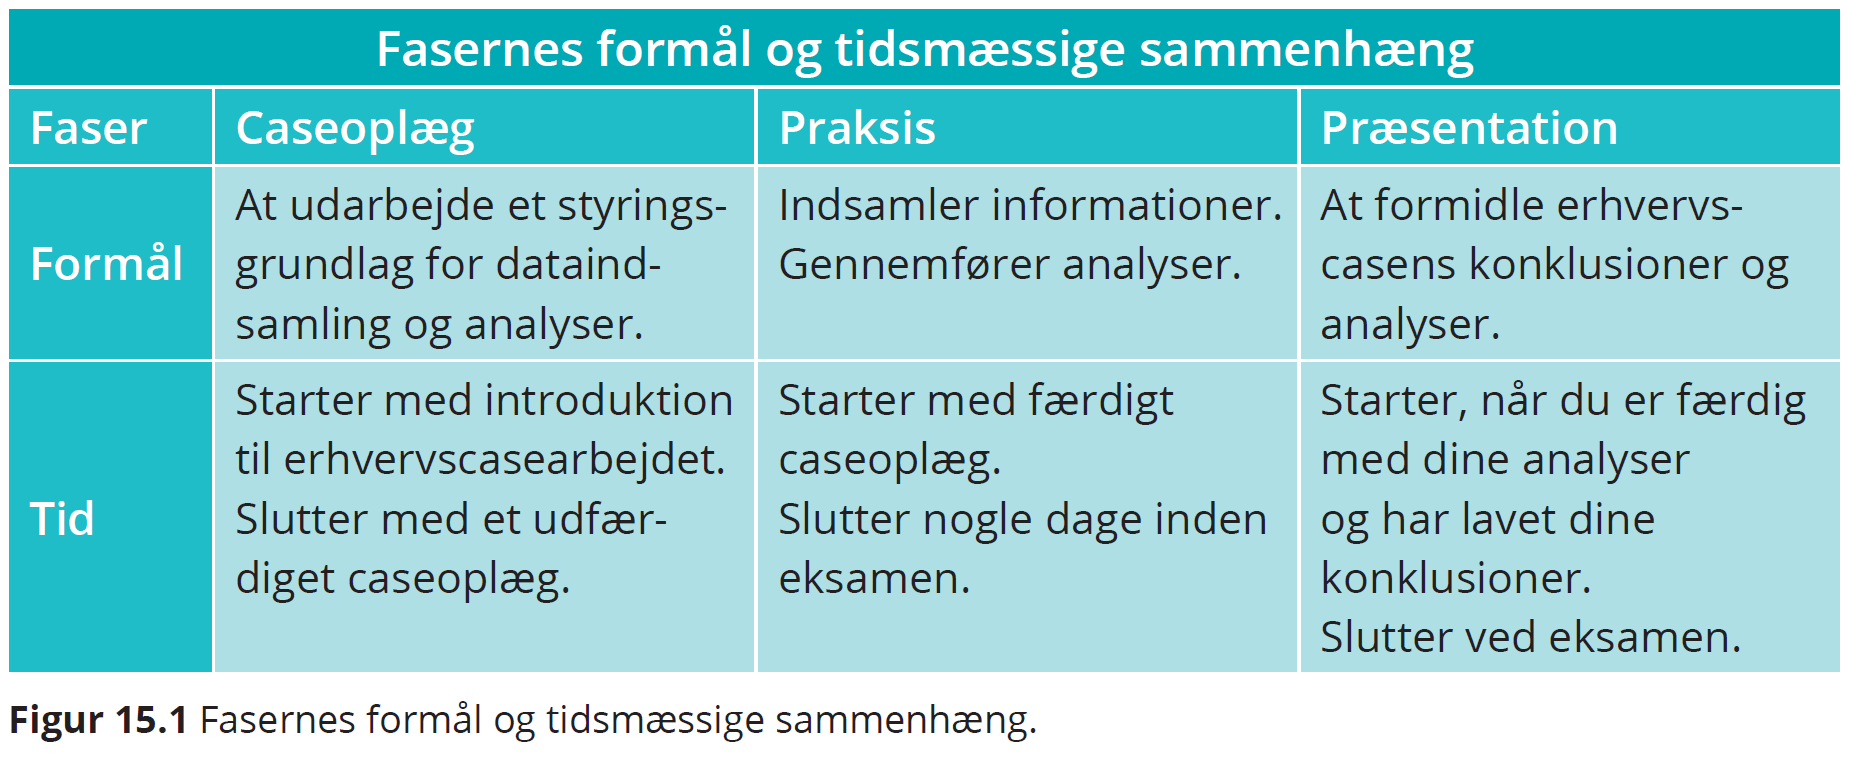 Fasernes formål og tidsmæssige sammenhæng
Faser
Caseoplæg
Praksis
Præsentation
Formål
At udarbejde et styrings-
grundlag for dataind-
samling og analyser.
Indsamler informationer.
Gennemfører analyser.
At formidle erhvervs-
casens konklusioner og
analyser.
Tid
Starter med introduktion
til erhvervscasearbejdet.
Slutter med et udfær-
diget caseoplæg.
Starter med færdigt
caseoplæg.
Slutter nogle dage inden
eksamen.
Starter, når du er færdig
med dine analyser
og har lavet dine
konklusioner.
Slutter ved eksamen.
Figur 15.1 Fasernes formål og tidsmæssige sammenhæng.